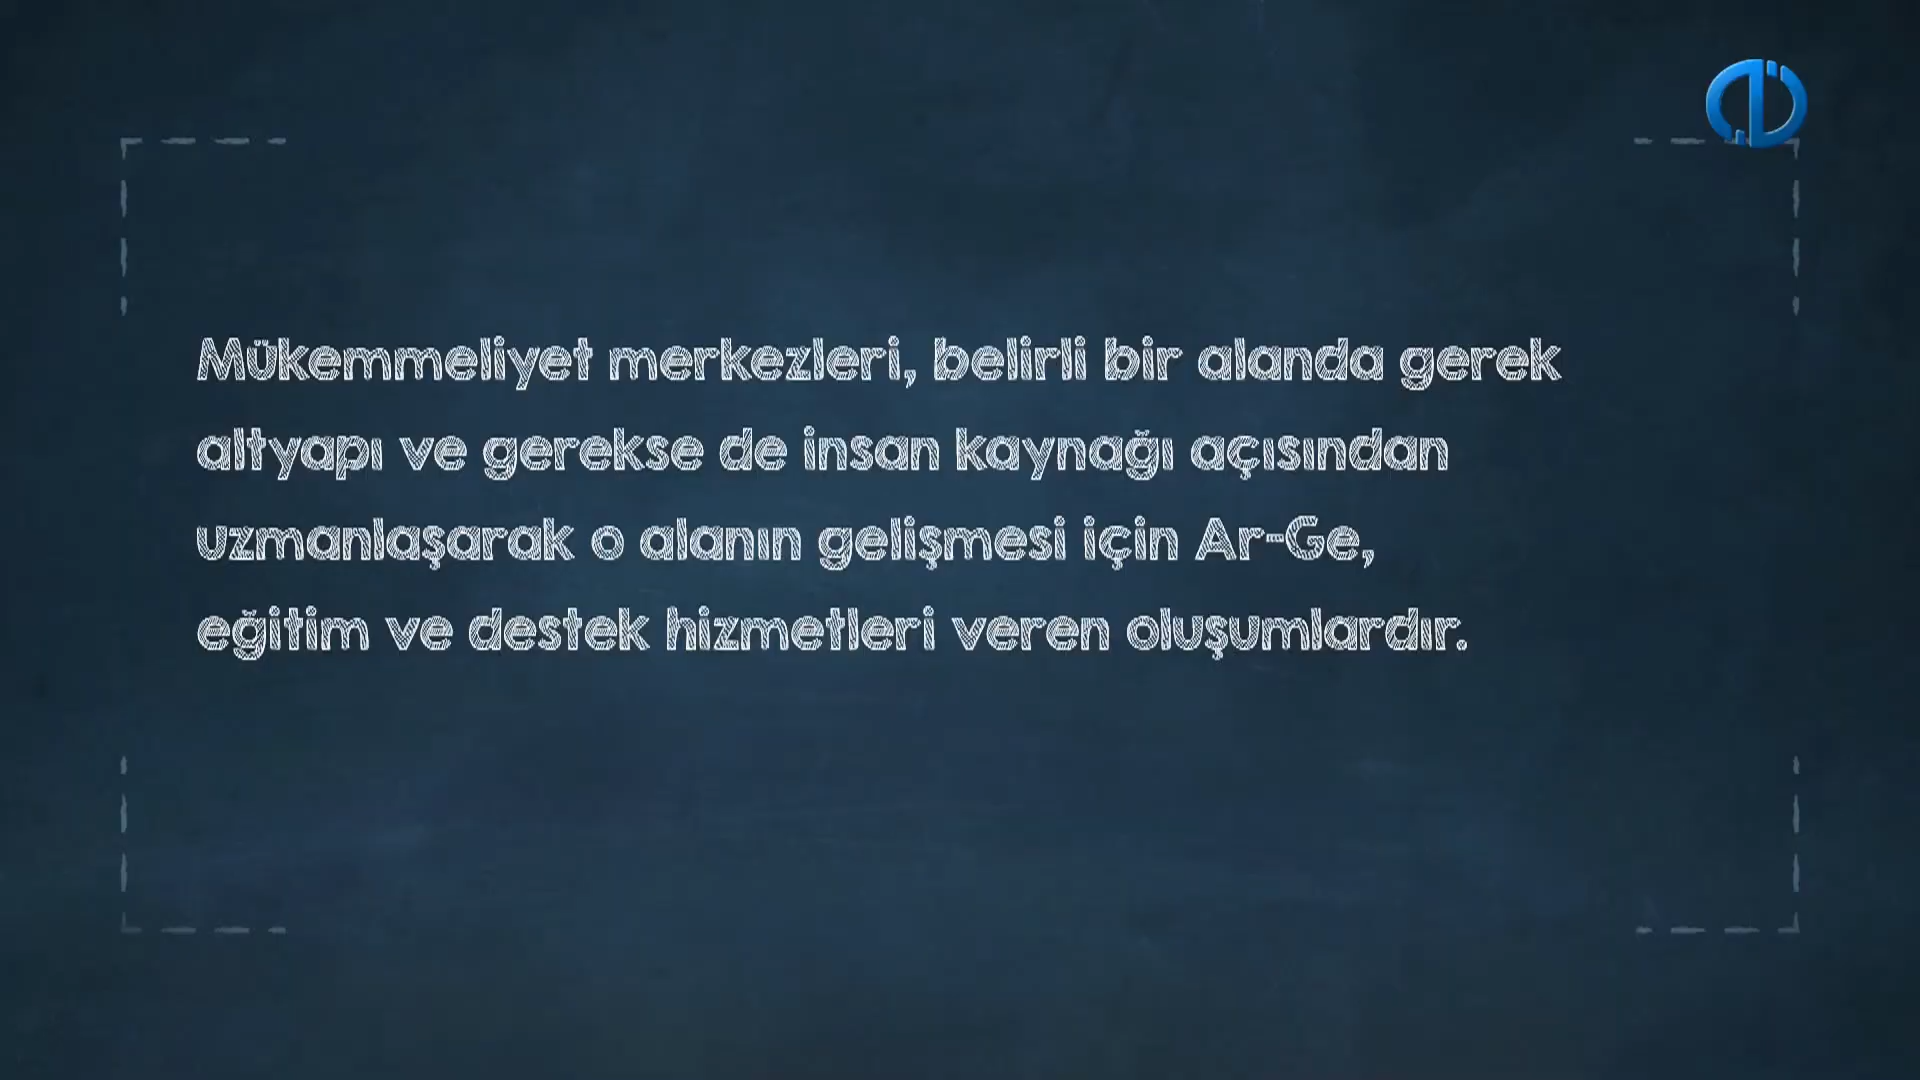 Mükemmeliyet merkezleri, belirli bir alanda gerek
altyapı ve gerekse de insan kaynağı açısından
uzmanlaşarak o alanın gelişmesi için Ar-Ge,
eğitim ve destek hizmetleri veren oluşumlardır.